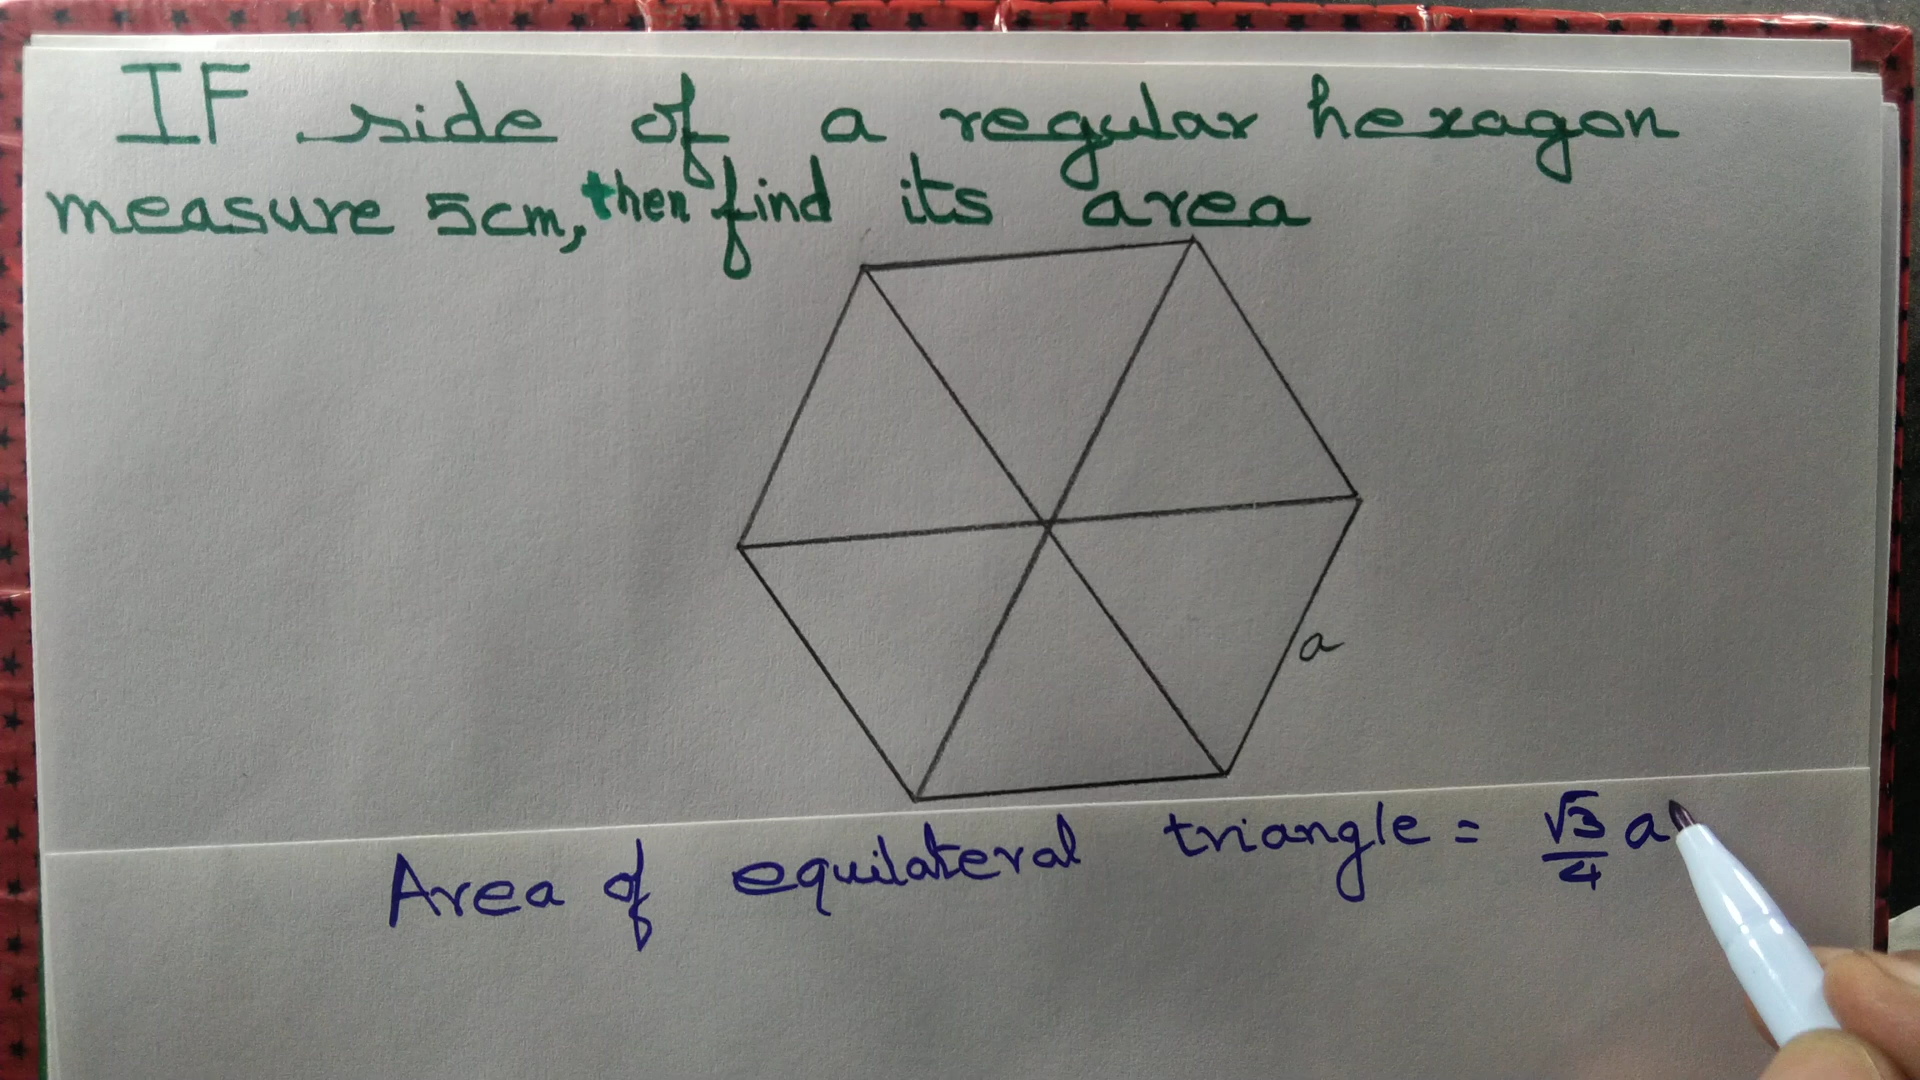 IF side of a regular hexagon
measure 5cm, then find its area
a
Area of equilateral triangle = √3/4 a